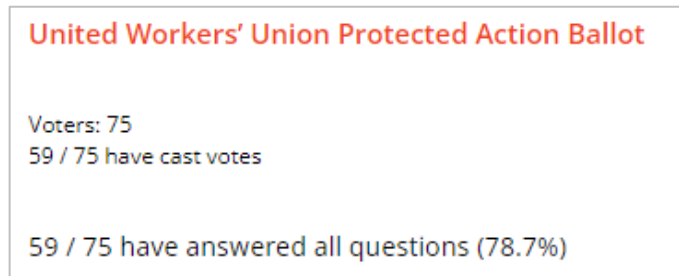 United Workers’ Union Protected Action Ballot
Voters: 75
59 / 75 have cast votes
59 / 75 have answered all questions (78.7%)